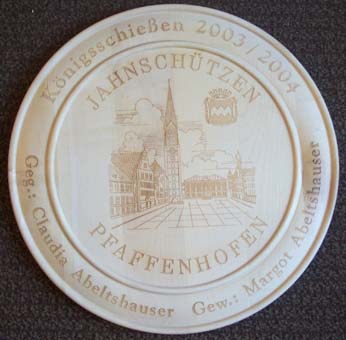 Königsschießen 2003/2004
JAHNSCHÜTZEN
PFAFFENHOFEN
Geg.: Claudia Abeltshauser Gew.: Margot Abeltshauser